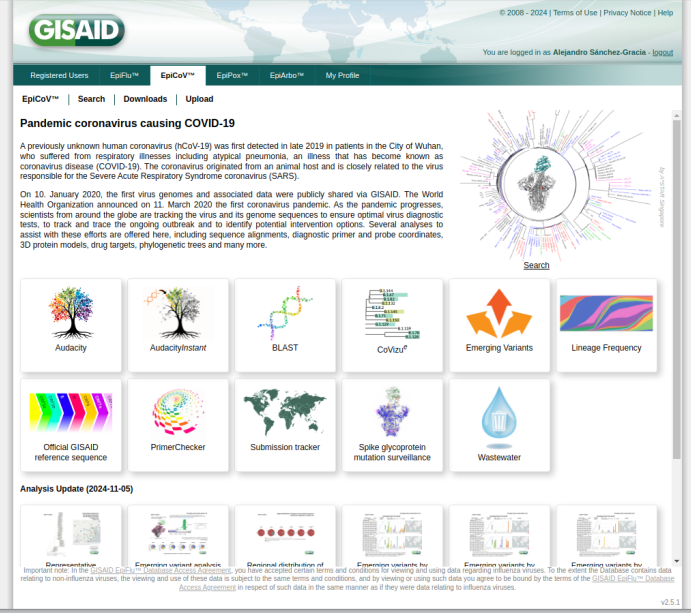 © 2008 - 2024 | Terms of Use | Privacy Notice | Help
GISAID
You are logged in as Alejandro Sánchez-Gracia - logout
Registered Users EpiFlu™ EpiCoV™ EpiPox™ EpiArbo™ My Profile
EpiCoV™ | Search | Downloads | Upload
Pandemic coronavirus causing COVID-19
A previously unknown human coronavirus (hCoV-19) was first detected in late 2019 in patients in the City of Wuhan,
who suffered from respiratory illnesses including atypical pneumonia, an illness that has become known as
coronavirus disease (COVID-19). The coronavirus originated from an animal host and is closely related to the virus
responsible for the Severe Acute Respiratory Syndrome coronavirus (SARS).
On 10. January 2020, the first virus genomes and associated data were publicly shared via GISAID. The World
Health Organization announced on 11. March 2020 the first coronavirus pandemic. As the pandemic progresses,
scientists from around the globe are tracking the virus and its genome sequences to ensure optimal virus diagnostic
tests, to track and trace the ongoing outbreak and to identify potential intervention options. Several analyses to
assist with these efforts are offered here, including sequence alignments, diagnostic primer and probe coordinates,
3D protein models, drug targets, phylogenetic trees and many more.
by A*STAR Singapore
Search
Audacity
AudacityInstant
BLAST
CoVizu^e
Emerging Variants
Lineage Frequency
Official GISAID
reference sequence
PrimerChecker
Submission tracker
Spike glycoprotein
mutation surveillance
Wastewater
Analysis Update (2024-11-05)
Representative
Emerging variant analysis
Regional distribution of
Emerging variants by
Emerging variants by
Emerging variants by
Important note: In the GISAID EpiFlu™ Database Access Agreement, you have accepted certain terms and conditions for viewing and using data regarding influenza viruses. To the extent the Database contains data
relating to non-influenza viruses, the viewing and use of these data is subject to the same terms and conditions, and by viewing or using such data you agree to be bound by the terms of the GISAID EpiFlu™ Database
Access Agreement in respect of such data in the same manner as if they were data relating to influenza viruses.
v2.5.1